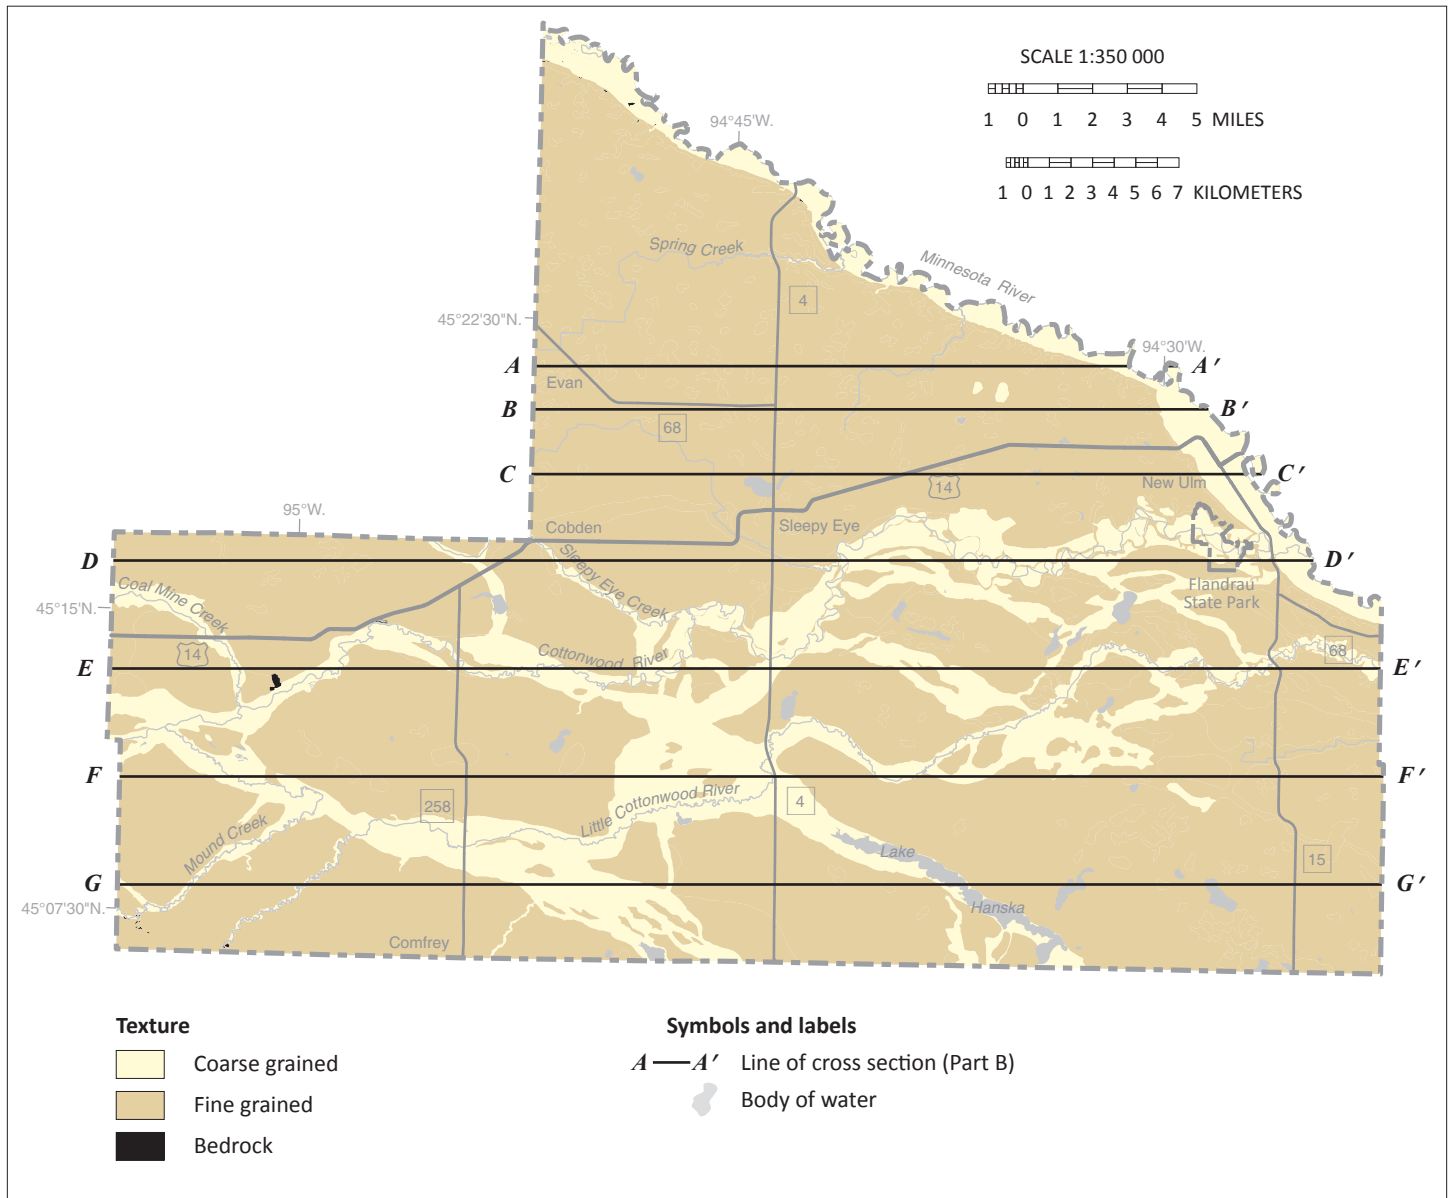 SCALE 1:350 000
1 0 1 2 3 4 5 MILES
1 0 1 2 3 4 5 6 7 KILOMETERS
94°45'W.
Spring Creek
Minnesota River
4
45°22'30"N.
94°30'W.
A
A'
Evan
B
B'
68
C
C'
14
New Ulm
95°W.
Cobden
Sleepy Eye
D
D'
Sleepy Eye Creek
Coal Mine Creek
Flandrau
State Park
45°15'N.
14
Cottonwood River
68
E
E'
F
F'
258
Little Cottonwood River
4
Mound Creek
Lake
15
G
G'
45°07'30"N.
Hanska
Comfrey
Texture
Coarse grained
Fine grained
Bedrock
Symbols and labels
A — A' Line of cross section (Part B)
Body of water